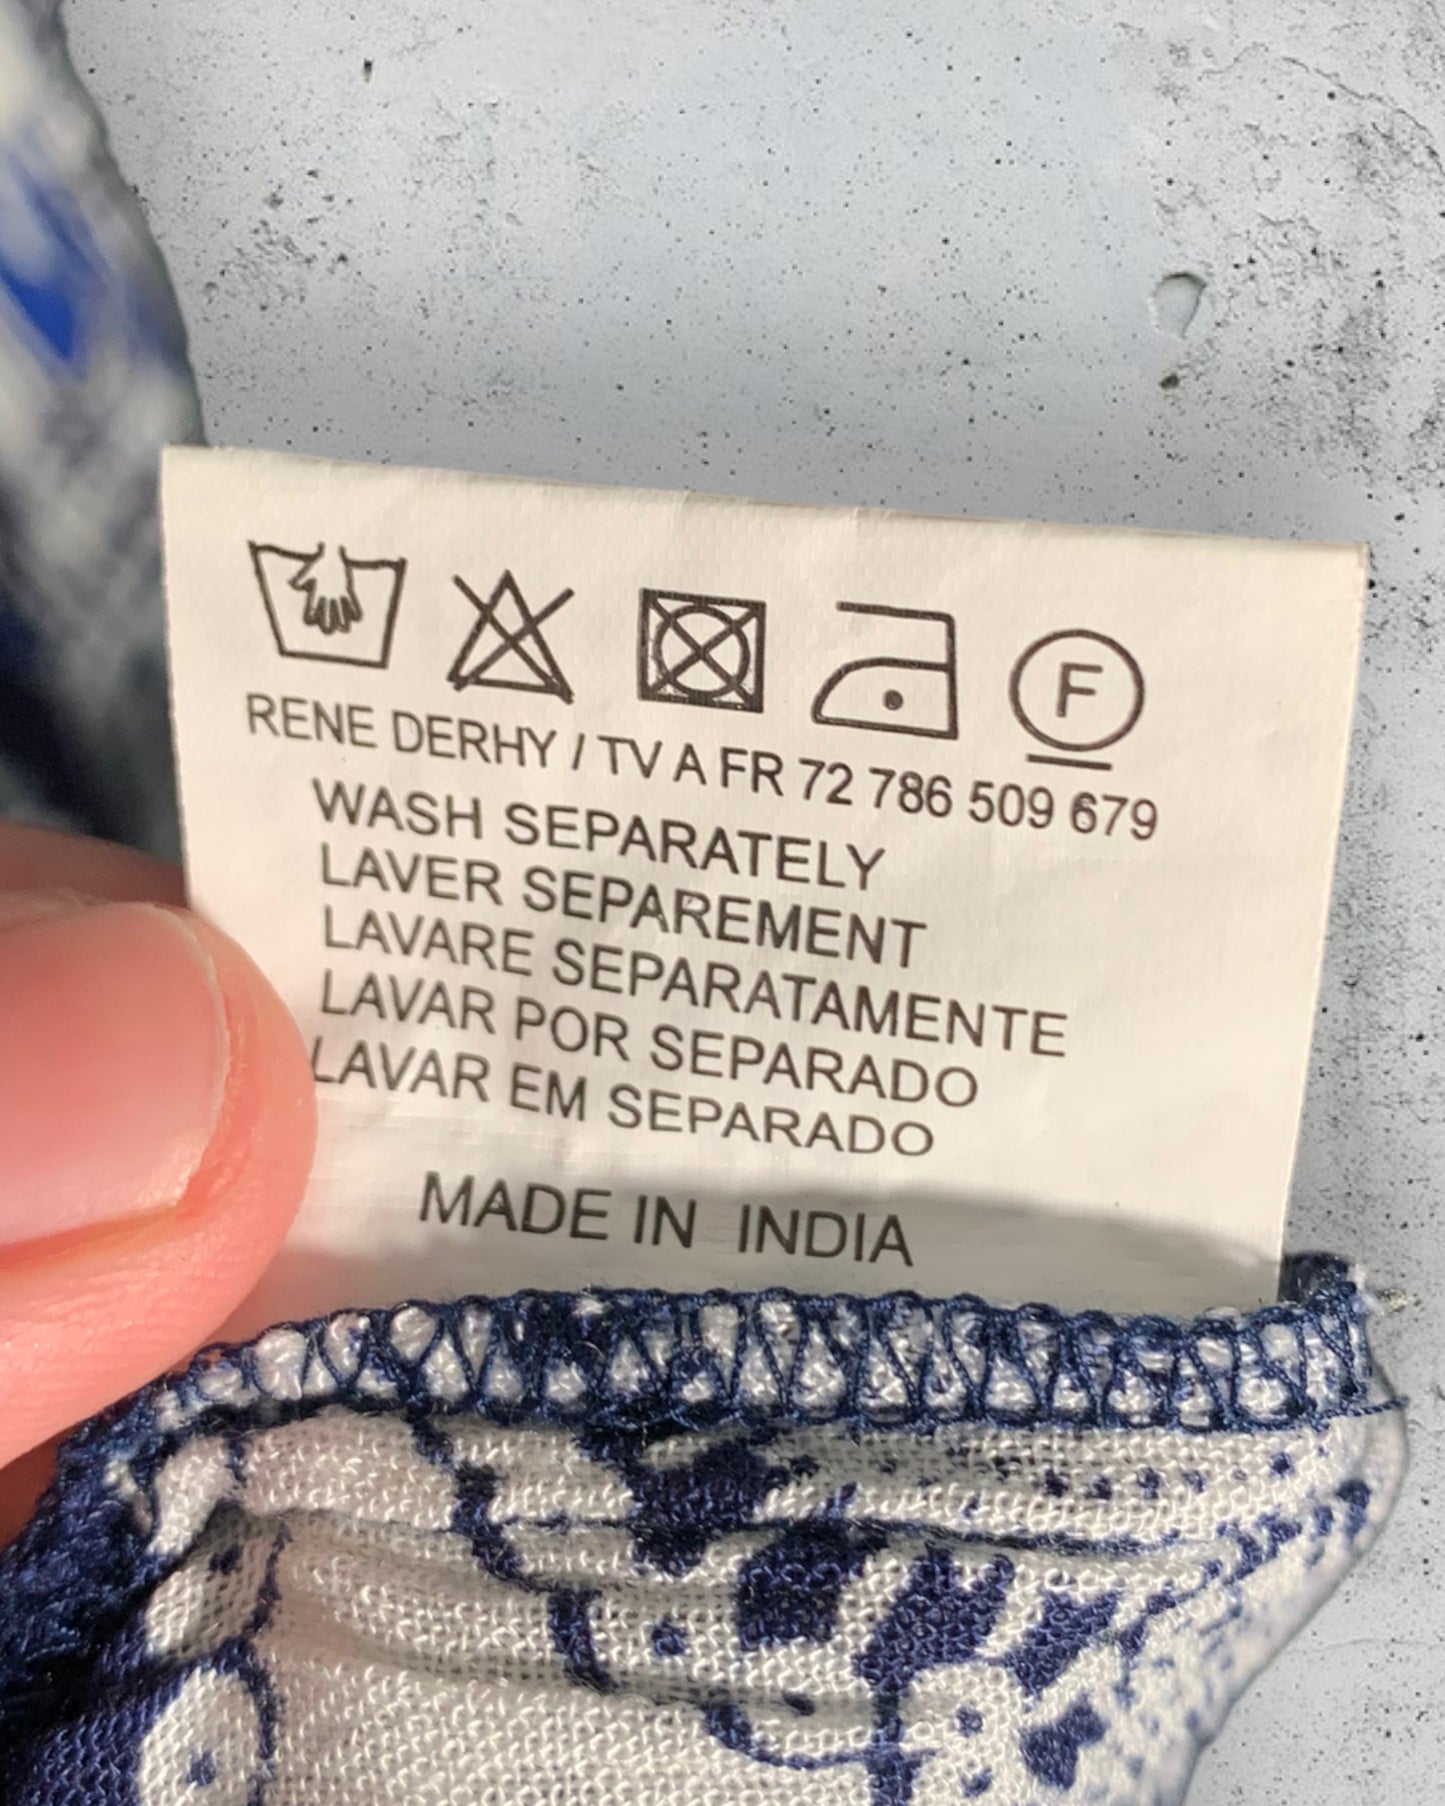 F
RENE DERHY / TV A FR 72 786 509 679
WASH SEPARATELY
LAVER SEPAREMENT
LAVARE SEPARATAMENTE
LAVAR POR SEPARADO
LAVAR EM SEPARADO
MADE IN INDIA